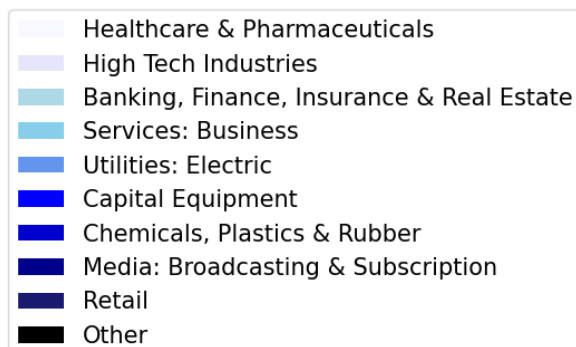 Healthcare & Pharmaceuticals
High Tech Industries
Banking, Finance, Insurance & Real Estate
Services: Business
Utilities: Electric
Capital Equipment
Chemicals, Plastics & Rubber
Media: Broadcasting & Subscription
Retail
Other